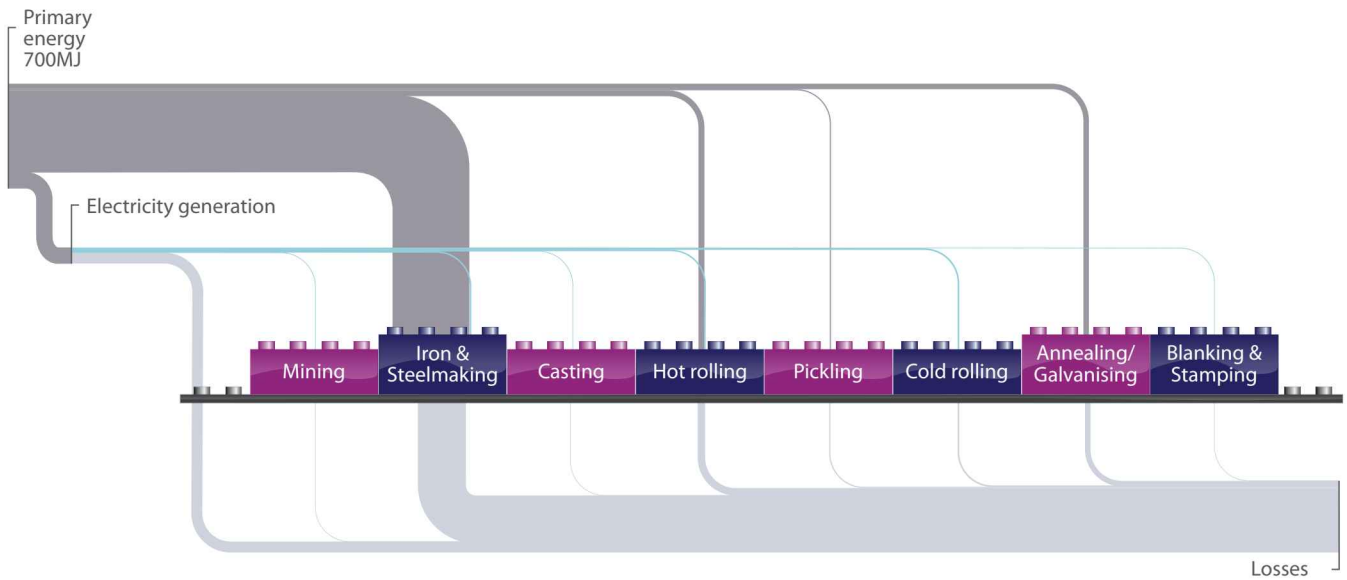 Primary
energy
700MJ
Electricity generation
Mining
Iron &
Steelmaking
Casting
Hot rolling
Pickling
Cold rolling
Annealing/
Galvanising
Blanking &
Stamping
Losses